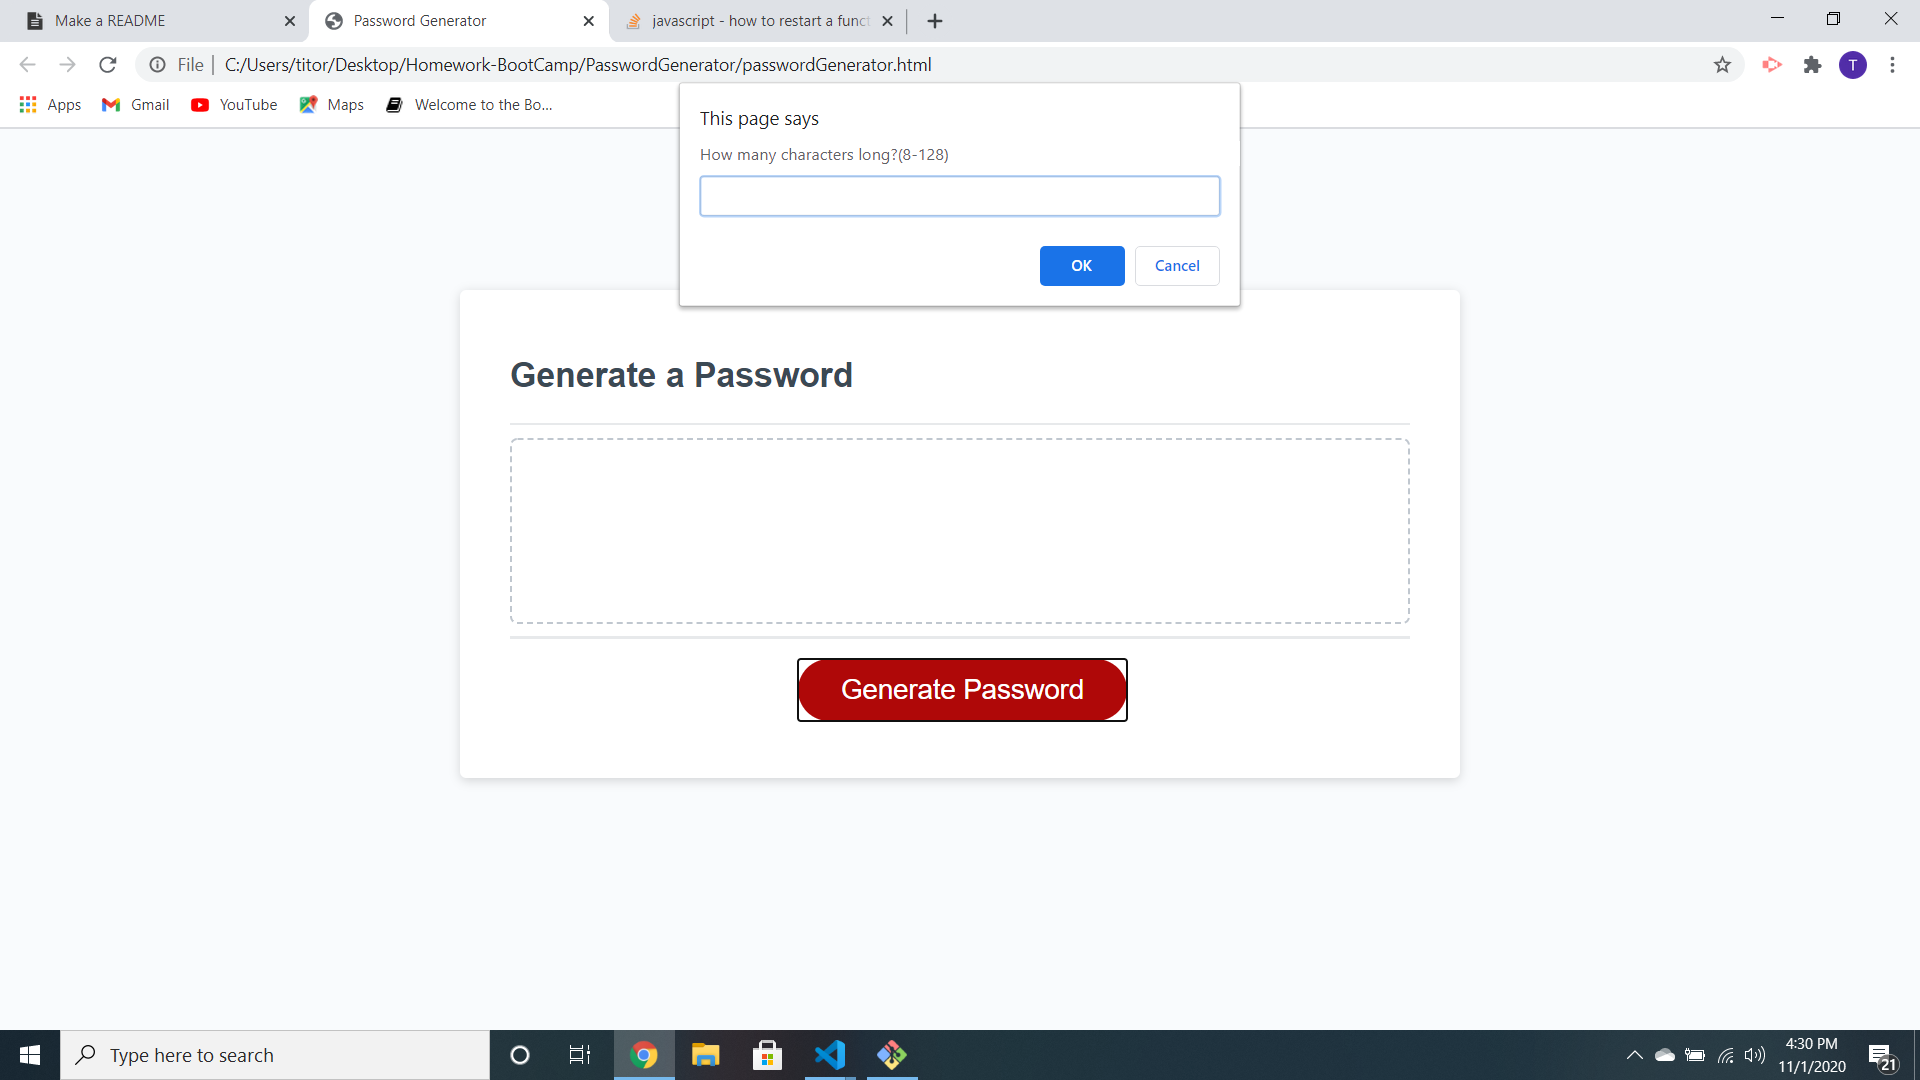 Make a README
Password Generator
javascript - how to restart a funct
File
C:/Users/titor/Desktop/Homework-BootCamp/PasswordGenerator/passwordGenerator.html
T
Apps
Gmail
YouTube
Maps
Welcome to the Bo...
This page says
How many characters long?(8-128)
OK
Cancel
Generate a Password
Generate Password
Type here to search
4:30 PM
11/1/2020
21